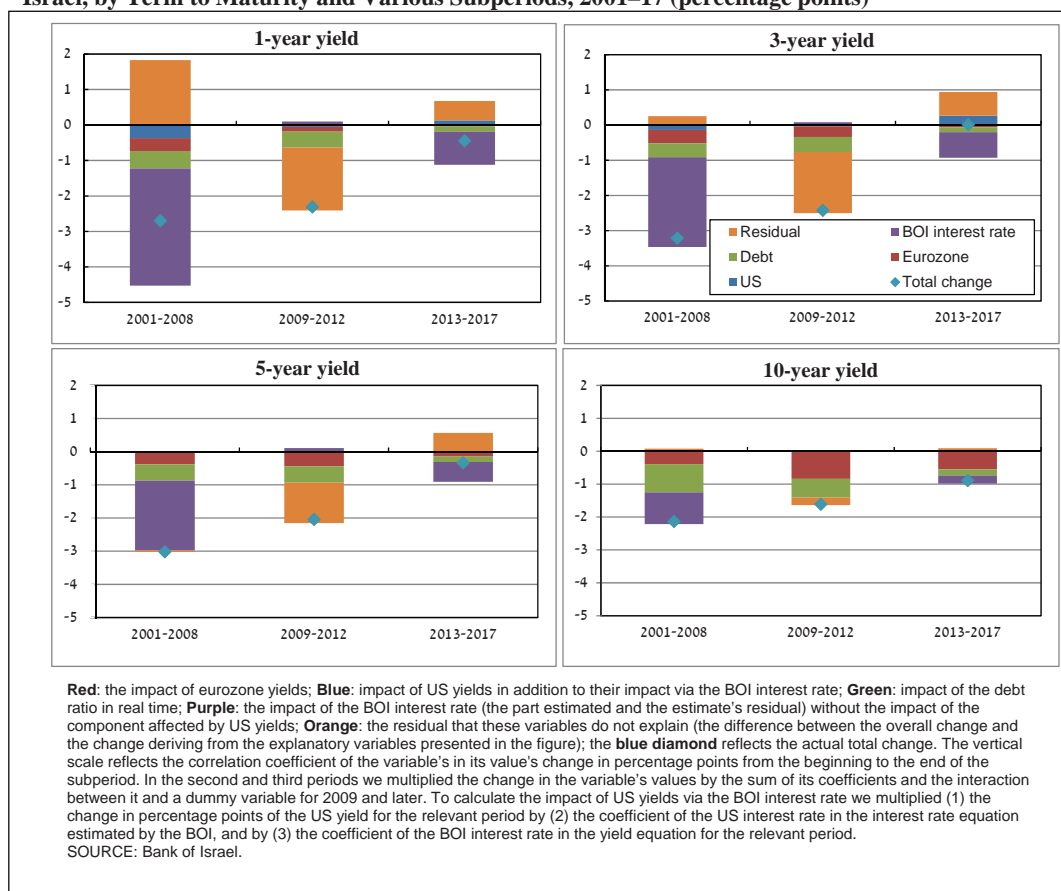 Israel, by Term to Maturity and Various Subperiods, 2001–17 (percentage points)
1-year yield
2
1
0
-1
-2
-3
-4
-5
2001-2008
2009-2012
2013-2017
3-year yield
2
1
0
-1
-2
-3
-4
-5
Residual
BOI interest rate
Debt
Eurozone
US
Total change
2001-2008
2009-2012
2013-2017
5-year yield
2
1
0
-1
-2
-3
-4
-5
2001-2008
2009-2012
2013-2017
10-year yield
2
1
0
-1
-2
-3
-4
-5
2001-2008
2009-2012
2013-2017
Red: the impact of eurozone yields; Blue: impact of US yields in addition to their impact via the BOI interest rate; Green: impact of the debt
ratio in real time; Purple: the impact of the BOI interest rate (the part estimated and the estimate's residual) without the impact of the
component affected by US yields; Orange: the residual that these variables do not explain (the difference between the overall change and
the change deriving from the explanatory variables presented in the figure); the blue diamond reflects the actual total change. The vertical
scale reflects the correlation coefficient of the variable's in its value's change in percentage points from the beginning to the end of the
subperiod. In the second and third periods we multiplied the change in the variable's values by the sum of its coefficients and the interaction
between it and a dummy variable for 2009 and later. To calculate the impact of US yields via the BOI interest rate we multiplied (1) the
change in percentage points of the US yield for the relevant period by (2) the coefficient of the US interest rate in the interest rate equation
estimated by the BOI, and by (3) the coefficient of the BOI interest rate in the yield equation for the relevant period.
SOURCE: Bank of Israel.